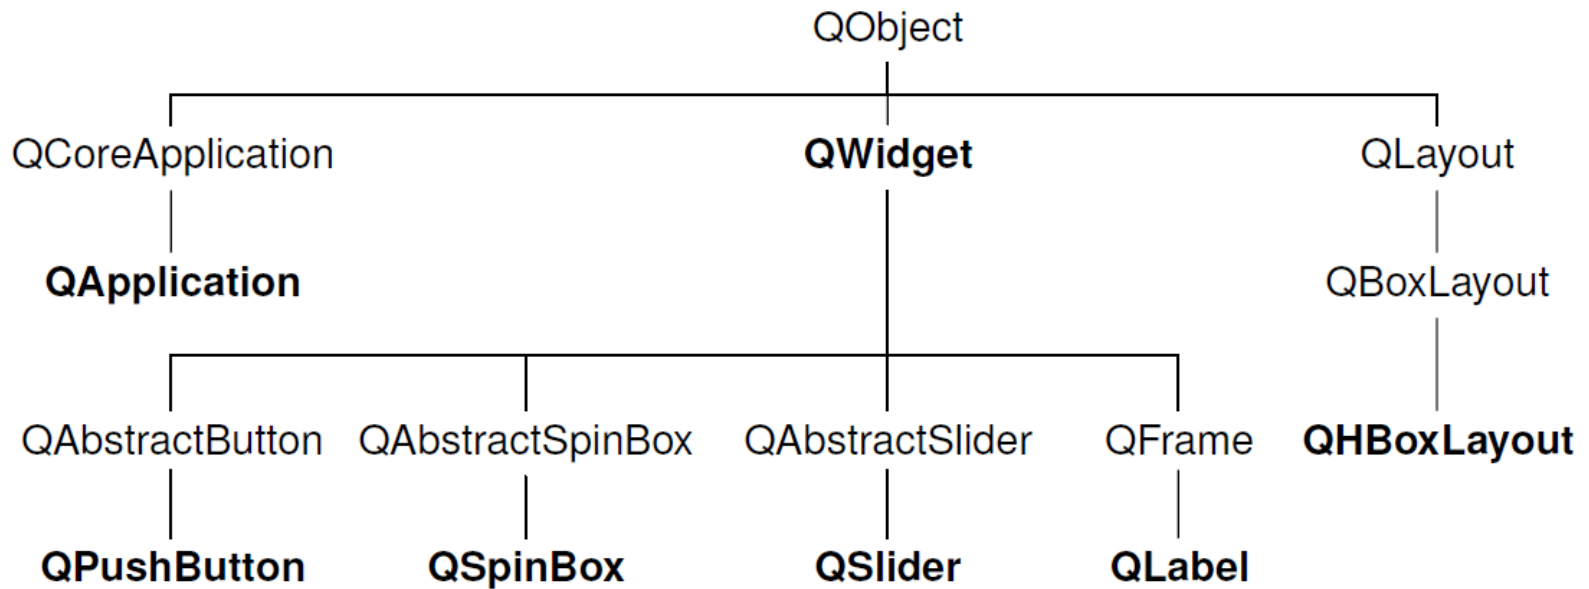 QObject
QCoreApplication QWidget QLayout
QApplication QBoxLayout
QAbstractButton QAbstractSpinBox QAbstractSlider QFrame QHBoxLayout
QPushButton QSpinBox QSlider QLabel